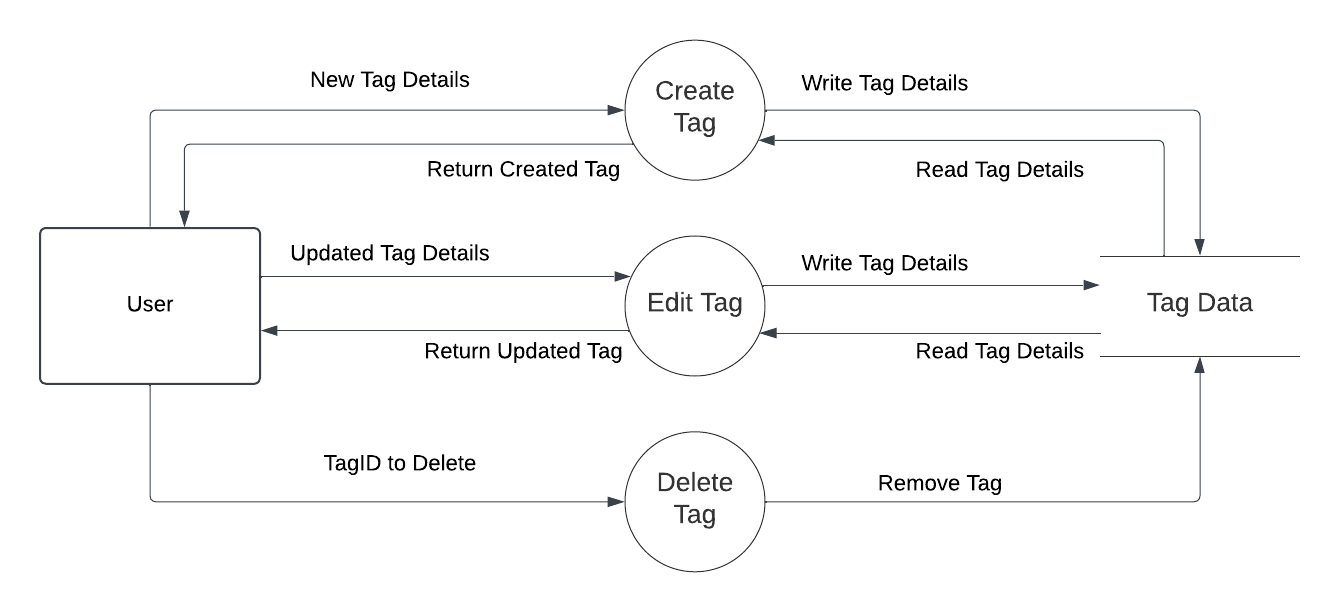 New Tag Details
Create
Tag
Write Tag Details
Return Created Tag
Read Tag Details
User
Updated Tag Details
Return Updated Tag
Edit Tag
Write Tag Details
Read Tag Details
Tag Data
TagID to Delete
Delete
Tag
Remove Tag